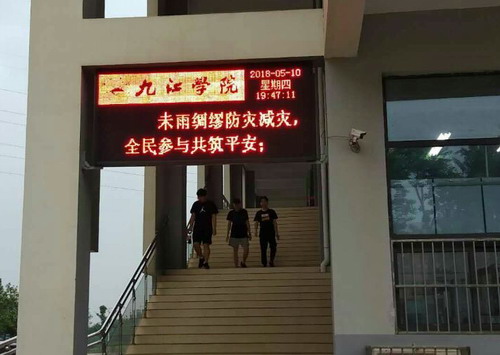 一九江学院
2018-05-10
星期四
19:47:11
未雨绸缪防灾减灾,
全民参与共筑平安;